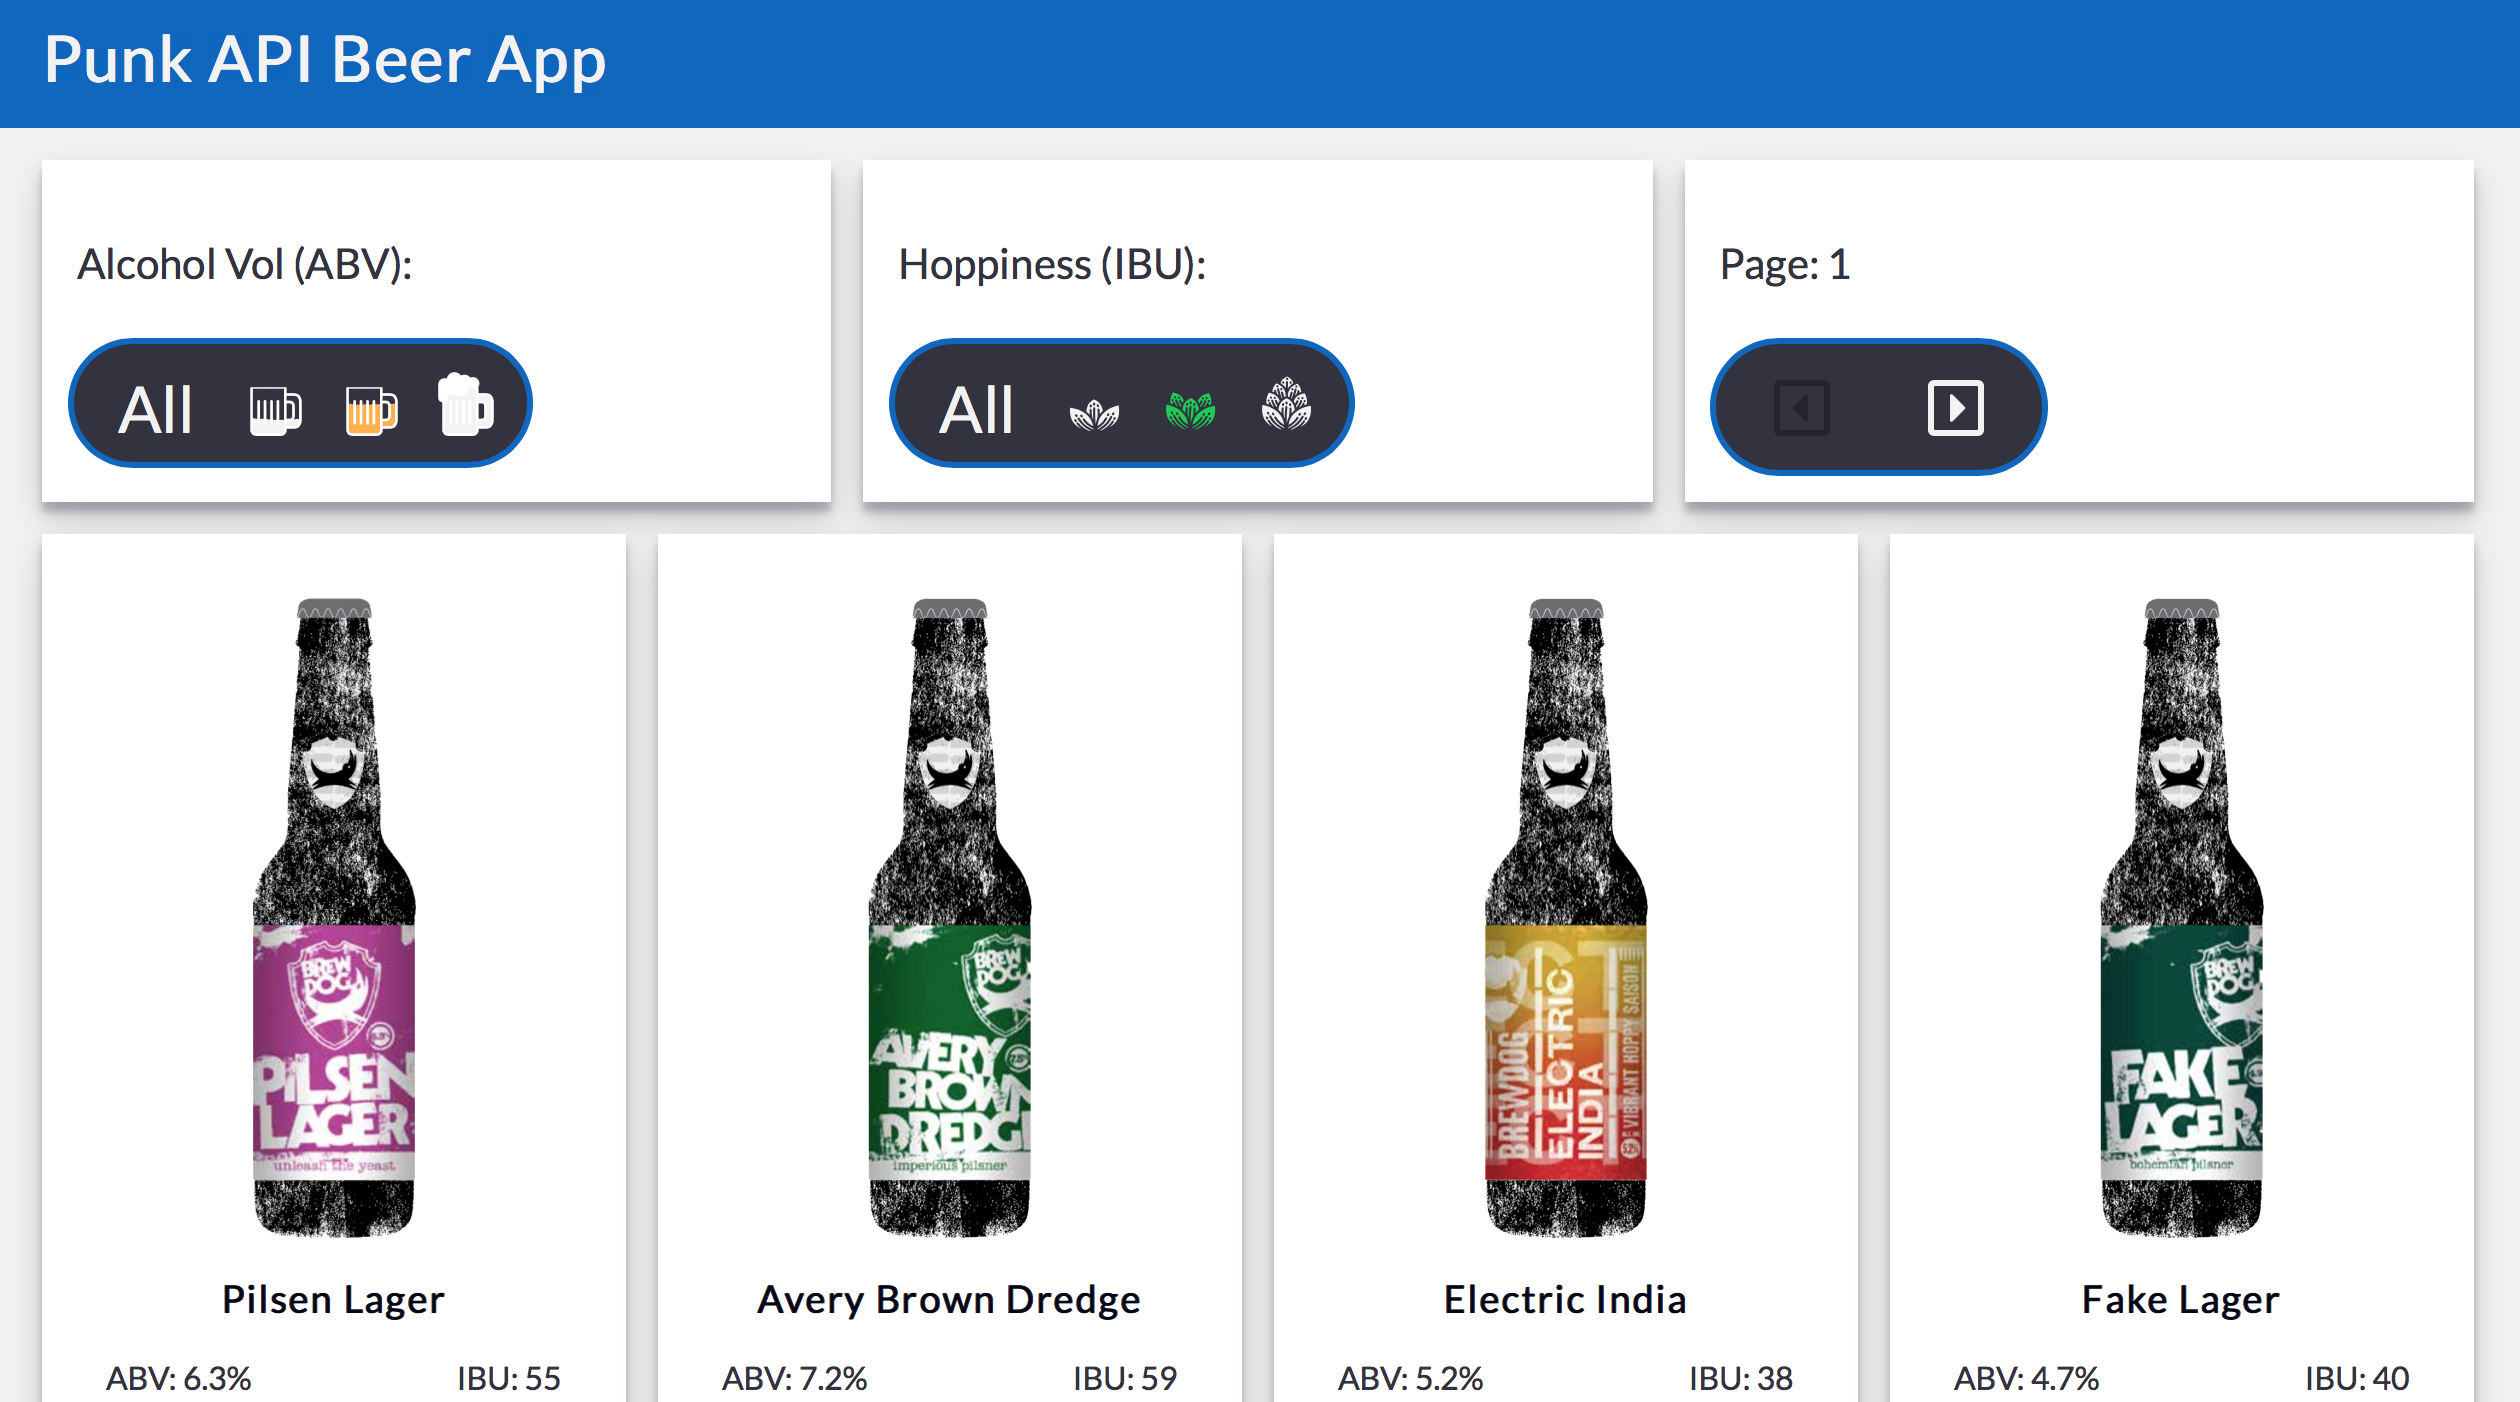 Punk API Beer App
Alcohol Vol (ABV):
Hoppiness (IBU):
Page: 1
All
All
BREW
DOG
PILSEN
LAGER
unleash the yeast
BREW
DOG
AVERY
BROWN
DREDGE
imperious pilsner
BREWDOG
ELECTRIC
INDIA
VIBRANT HOPPY SAISON
BREW
DOG
FAKE
LAGER
bohemian pilsner
Pilsen Lager
Avery Brown Dredge
Electric India
Fake Lager
ABV: 6.3%
IBU: 55
ABV: 7.2%
IBU: 59
ABV: 5.2%
IBU: 38
ABV: 4.7%
IBU: 40